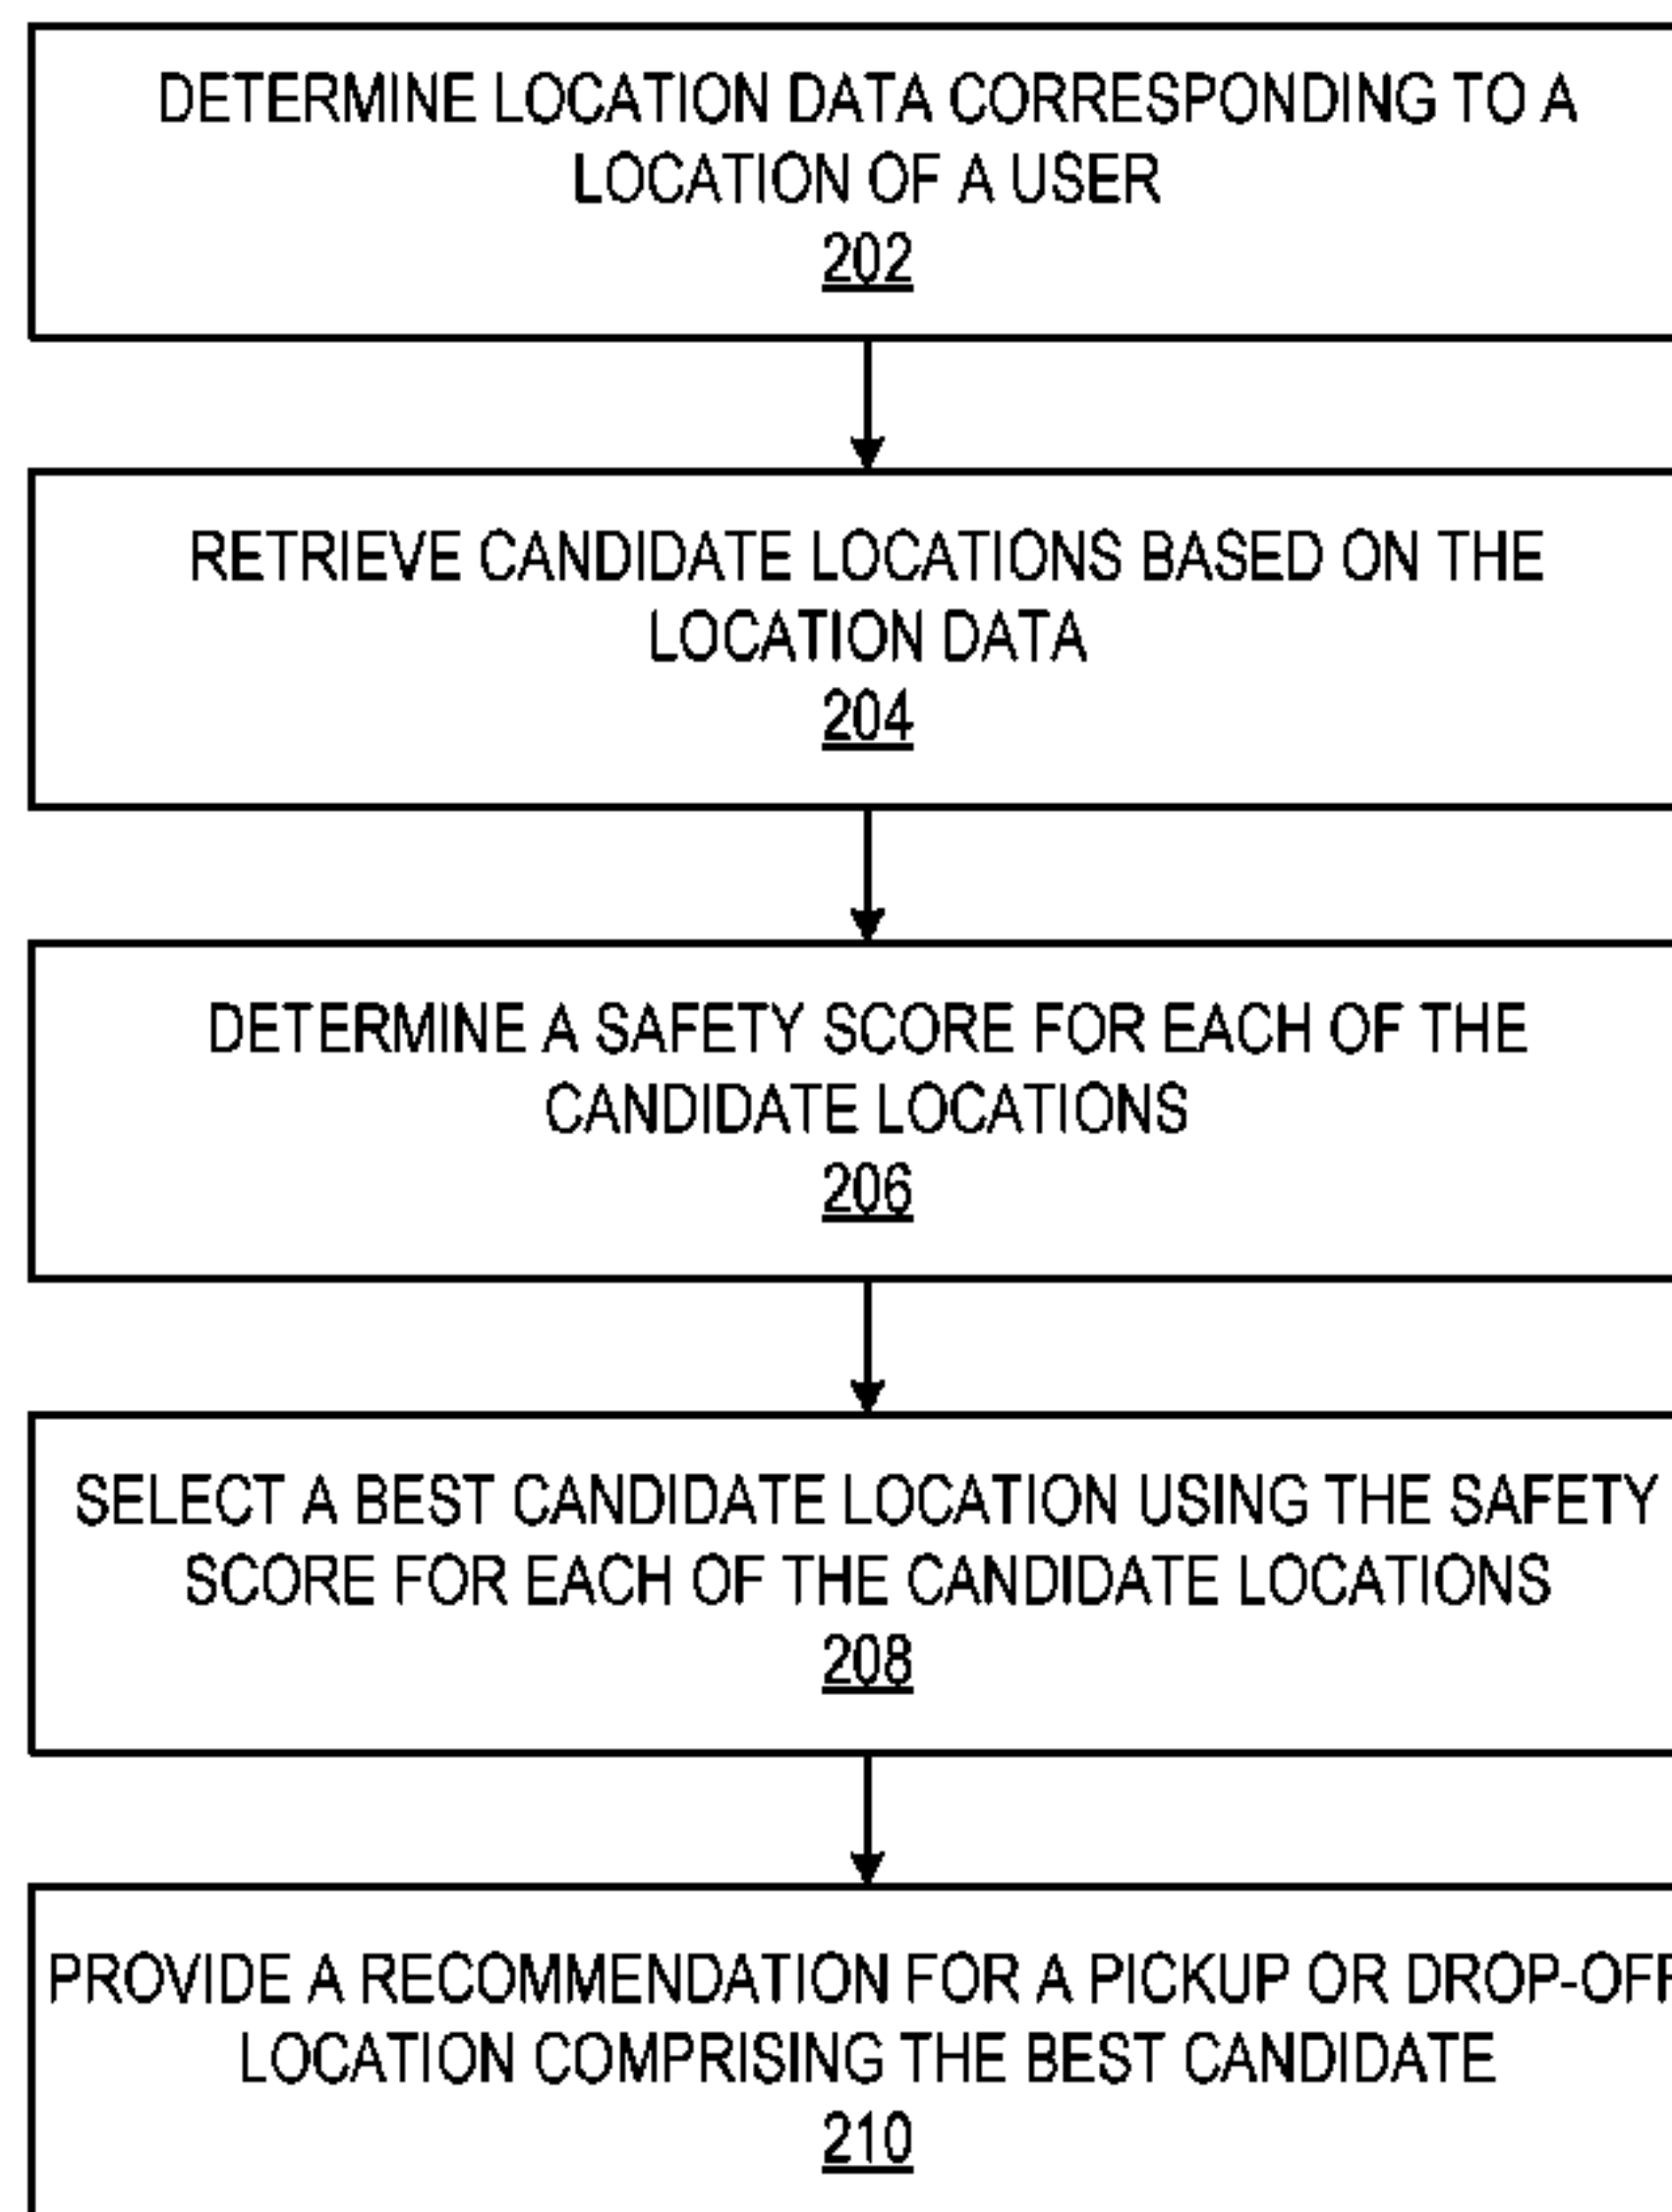 DETERMINE LOCATION DATA CORRESPONDING TO A
LOCATION OF A USER
202
RETRIEVE CANDIDATE LOCATIONS BASED ON THE
LOCATION DATA
204
DETERMINE A SAFETY SCORE FOR EACH OF THE
CANDIDATE LOCATIONS
206
SELECT A BEST CANDIDATE LOCATION USING THE SAFETY
SCORE FOR EACH OF THE CANDIDATE LOCATIONS
208
PROVIDE A RECOMMENDATION FOR A PICKUP OR DROP-OFF
LOCATION COMPRISING THE BEST CANDIDATE
210